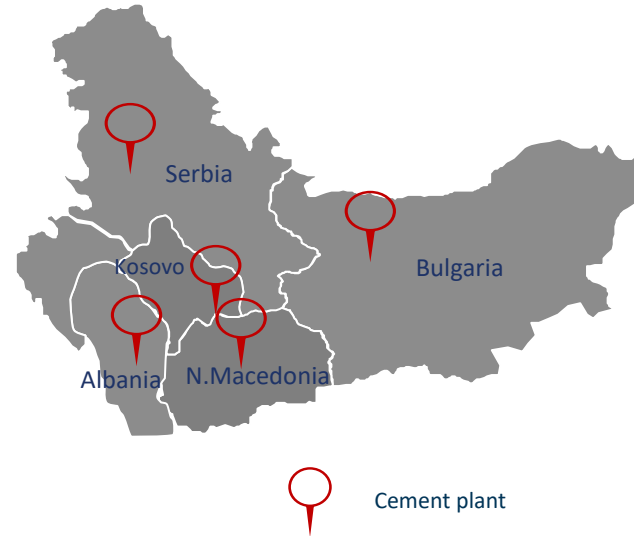 Serbia
Kosovo
Bulgaria
Albania
N.Macedonia
Cement plant